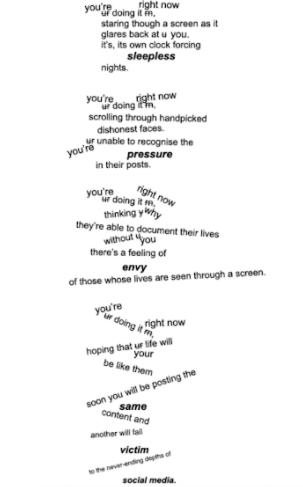 you're right now
ur doing it rn,
staring though a screen as it
glares back at u you.
it's, its own clock forcing
sleepless
nights.
you're right now
ur doing it rn,
scrolling through handpicked
dishonest faces.
ur unable to recognise the
you're
pressure
in their posts.
you're right now
ur doing it rn,
thinking y why
they're able to document their lives
without u you
there's a feeling of
envy
of those whose lives are seen through a screen.
you're
ur doing it rn, right now
hoping that ur life will
your
be like them
soon you will be posting the
same
content and
another will fall
victim
to the never-ending depths of
social media.